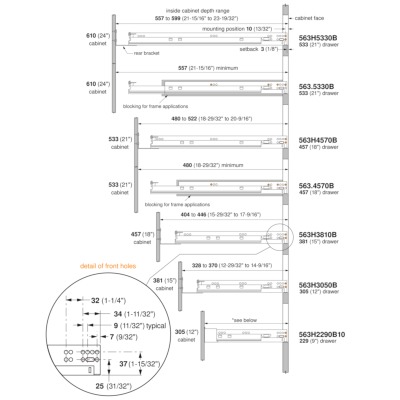 inside cabinet depth range
557 to 599 (21-15/16" to 23-19/32")
cabinet face
mounting position 10 (13/32")
610 (24")
cabinet
563H5330B
533 (21") drawer
rear bracket
setback 3 (1/8")
557 (21-15/16") minimum
610 (24")
cabinet
563.5330B
533 (21") drawer
blocking for frame applications
480 to 522 (18-29/32" to 20-9/16")
533 (21")
cabinet
563H4570B
457 (18") drawer
480 (18-29/32") minimum
533 (21")
cabinet
563.4570B
457 (18") drawer
blocking for frame applications
404 to 446 (15-29/32" to 17-9/16")
457 (18")
cabinet
563H3810B
381 (15") drawer
detail of front holes
328 to 370 (12-29/32" to 14-9/16")
381 (15")
cabinet
563H3050B
305 (12") drawer
32 (1-1/4")
34 (1-11/32")
9 (11/32") typical
7 (9/32")
*see below
305 (12")
cabinet
563H2290B10
229 (9") drawer
37 (1-15/32")
25 (31/32")